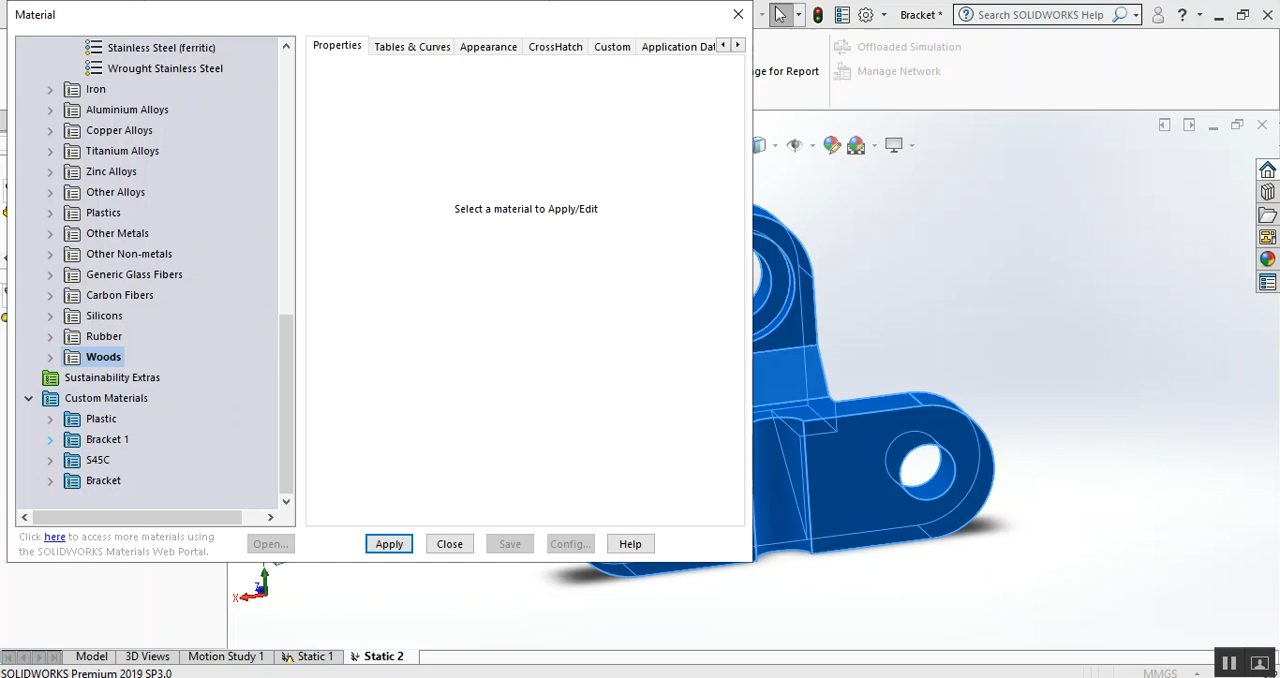 Material
Bracket *
Search SOLIDWORKS Help
?
Stainless Steel (ferritic)
Wrought Stainless Steel
Iron
Aluminium Alloys
Copper Alloys
Titanium Alloys
Zinc Alloys
Other Alloys
Plastics
Other Metals
Other Non-metals
Generic Glass Fibers
Carbon Fibers
Silicons
Rubber
Woods
Sustainability Extras
Custom Materials
Plastic
Bracket 1
S45C
Bracket
Click here to access more materials using
the SOLIDWORKS Materials Web Portal.
Open...
Properties
Tables & Curves
Appearance
CrossHatch
Custom
Application Dat
Select a material to Apply/Edit
Apply
Close
Save
Config...
Help
ge for Report
Offloaded Simulation
Manage Network
Z
X
Model
3D Views
Motion Study 1
Static 1
Static 2
SOLIDWORKS Premium 2019 SP3.0
MMGS